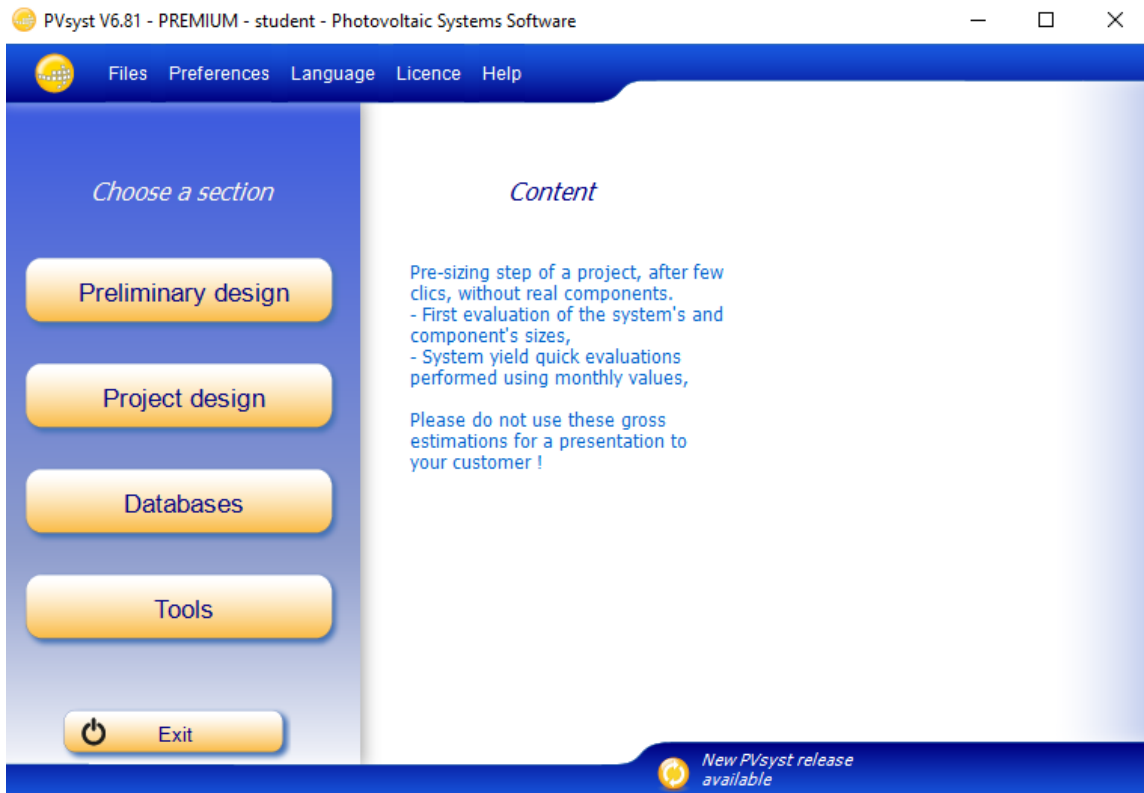 PVsyst V6.81 - PREMIUM - student - Photovoltaic Systems Software
Files Preferences Language Licence Help
Choose a section
Preliminary design
Project design
Databases
Tools
Exit
Content
Pre-sizing step of a project, after few
clics, without real components.
- First evaluation of the system's and
component's sizes,
- System yield quick evaluations
performed using monthly values,
Please do not use these gross
estimations for a presentation to
your customer !
New PVsyst release
available